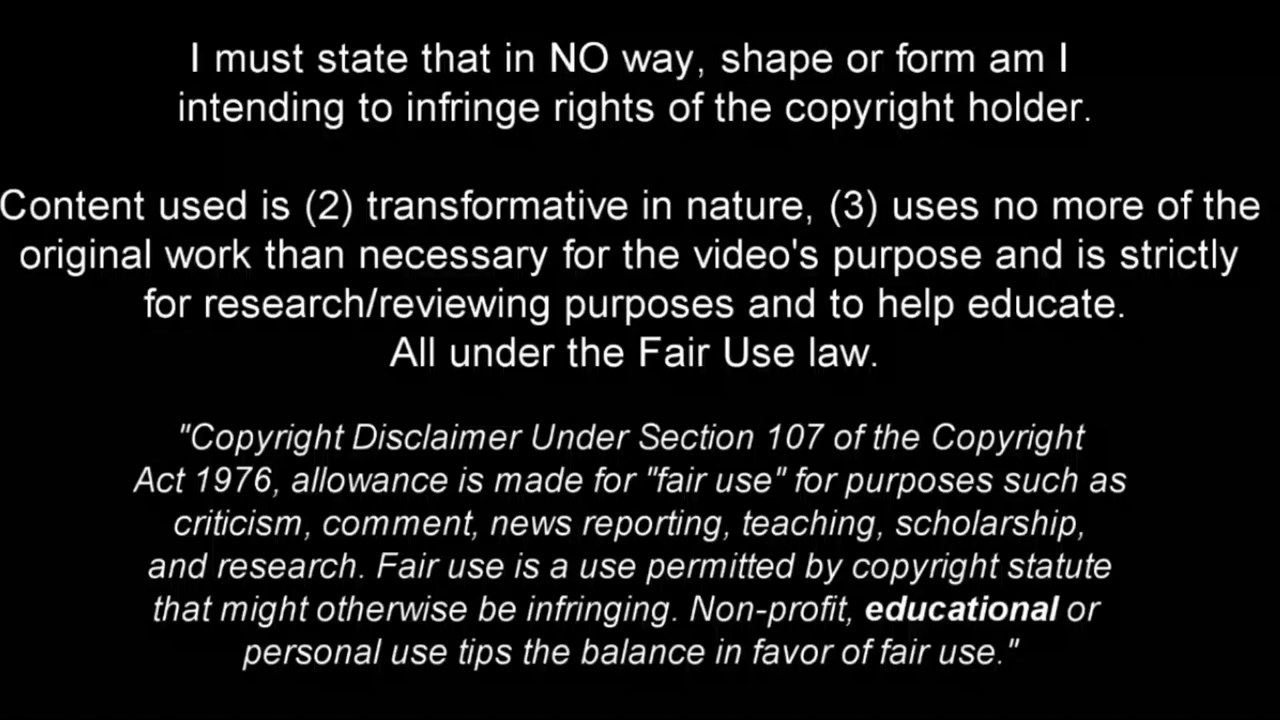 I must state that in NO way, shape or form am I
intending to infringe rights of the copyright holder.
Content used is (2) transformative in nature, (3) uses no more of the
original work than necessary for the video's purpose and is strictly
for research/reviewing purposes and to help educate.
All under the Fair Use law.
"Copyright Disclaimer Under Section 107 of the Copyright
Act 1976, allowance is made for "fair use" for purposes such as
criticism, comment, news reporting, teaching, scholarship,
and research. Fair use is a use permitted by copyright statute
that might otherwise be infringing. Non-profit, educational or
personal use tips the balance in favor of fair use."